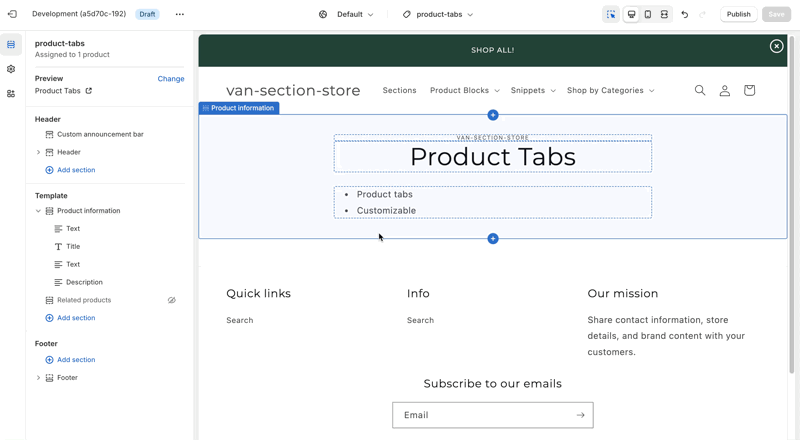 Development (a5d70c-192) Draft Default product-tabs Publish Save
product-tabs
Assigned to 1 product
Preview Change
Product Tabs
Header
Custom announcement bar
Header
Add section
Template
Product information
Text
Title
Text
Description
Related products
Add section
Footer
Add section
Footer
SHOP ALL!
van-section-store Sections Product Blocks Snippets Shop by Categories
Product information
VAN-SECTION-STORE
Product Tabs
• Product tabs
• Customizable
Quick links
Search
Info
Search
Our mission
Share contact information, store
details, and brand content with your
customers.
Subscribe to our emails
Email